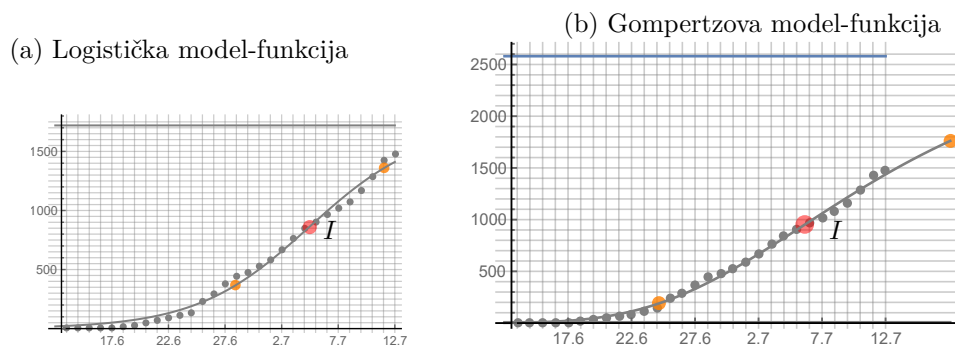 (a) Logistička model-funkcija
1500
1000
500
I
17.6 22.6 27.6 2.7 7.7 12.7
(b) Gompertzova model-funkcija
2500
2000
1500
1000
500
0
I
17.6 22.6 27.6 2.7 7.7 12.7